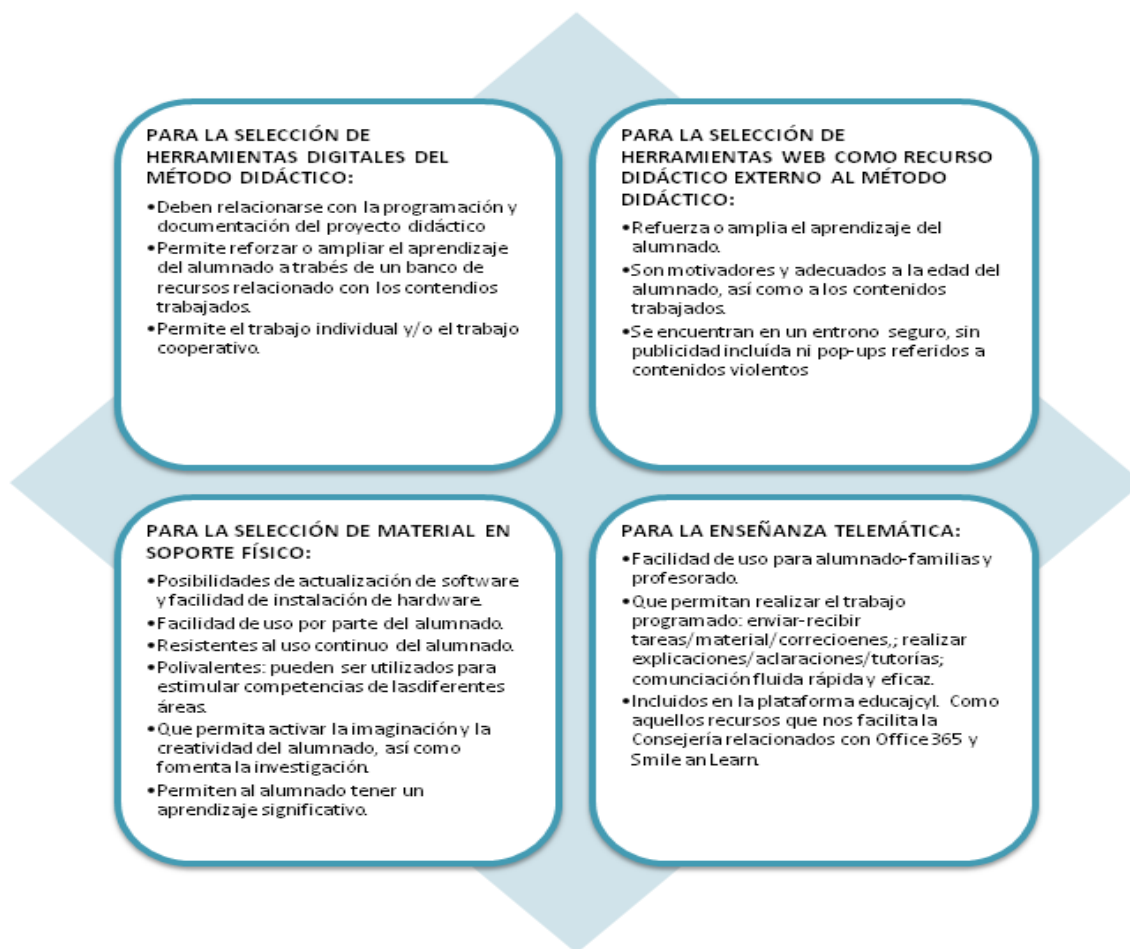 PARA LA SELECCIÓN DE
HERRAMIENTAS DIGITALES DEL
MÉTODO DIDÁCTICO:
•Deben relacionarse con la programación y
documentación del proyecto didáctico
•Permite reforzar o ampliar el aprendizaje
del alumnado a trabés de un banco de
recursos relacionado con los contendios
trabajados.
•Permite el trabajo individual y/o el trabajo
cooperativo.
PARA LA SELECCIÓN DE
HERRAMIENTAS WEB COMO RECURSO
DIDÁCTICO EXTERNO AL MÉTODO
DIDÁCTICO:
•Refuerza o amplia el aprendizaje del
alumnado.
•Son motivadores y adecuados a la edad del
alumnado, así como a los contenidos
trabajados.
•Se encuentran en un entrono seguro, sin
publicidad incluída ni pop-ups referidos a
contenidos violentos
PARA LA SELECCIÓN DE MATERIAL EN
SOPORTE FÍSICO:
•Posibilidades de actualización de software
y facilidad de instalación de hardware.
•Facilidad de uso por parte del alumnado.
•Resistentes al uso continuo del alumnado.
•Polivalentes: pueden ser utilizados para
estimular competencias de lasdiferentes
áreas.
•Que permita activar la imaginación y la
creatividad del alumnado, así como
fomenta la investigación.
•Permiten al alumnado tener un
aprendizaje significativo.
PARA LA ENSEÑANZA TELEMÁTICA:
•Facilidad de uso para alumnado-familias y
profesorado.
•Que permitan realizar el trabajo
programado: enviar-recibir
tareas/material/correcioenes,; realizar
explicaciones/aclaraciones/tutorías;
comunciación fluida rápida y eficaz.
•Incluidos en la plataforma educajcyl. Como
aquellos recursos que nos facilita la
Consejería relacionados con Office 365 y
Smile an Learn.